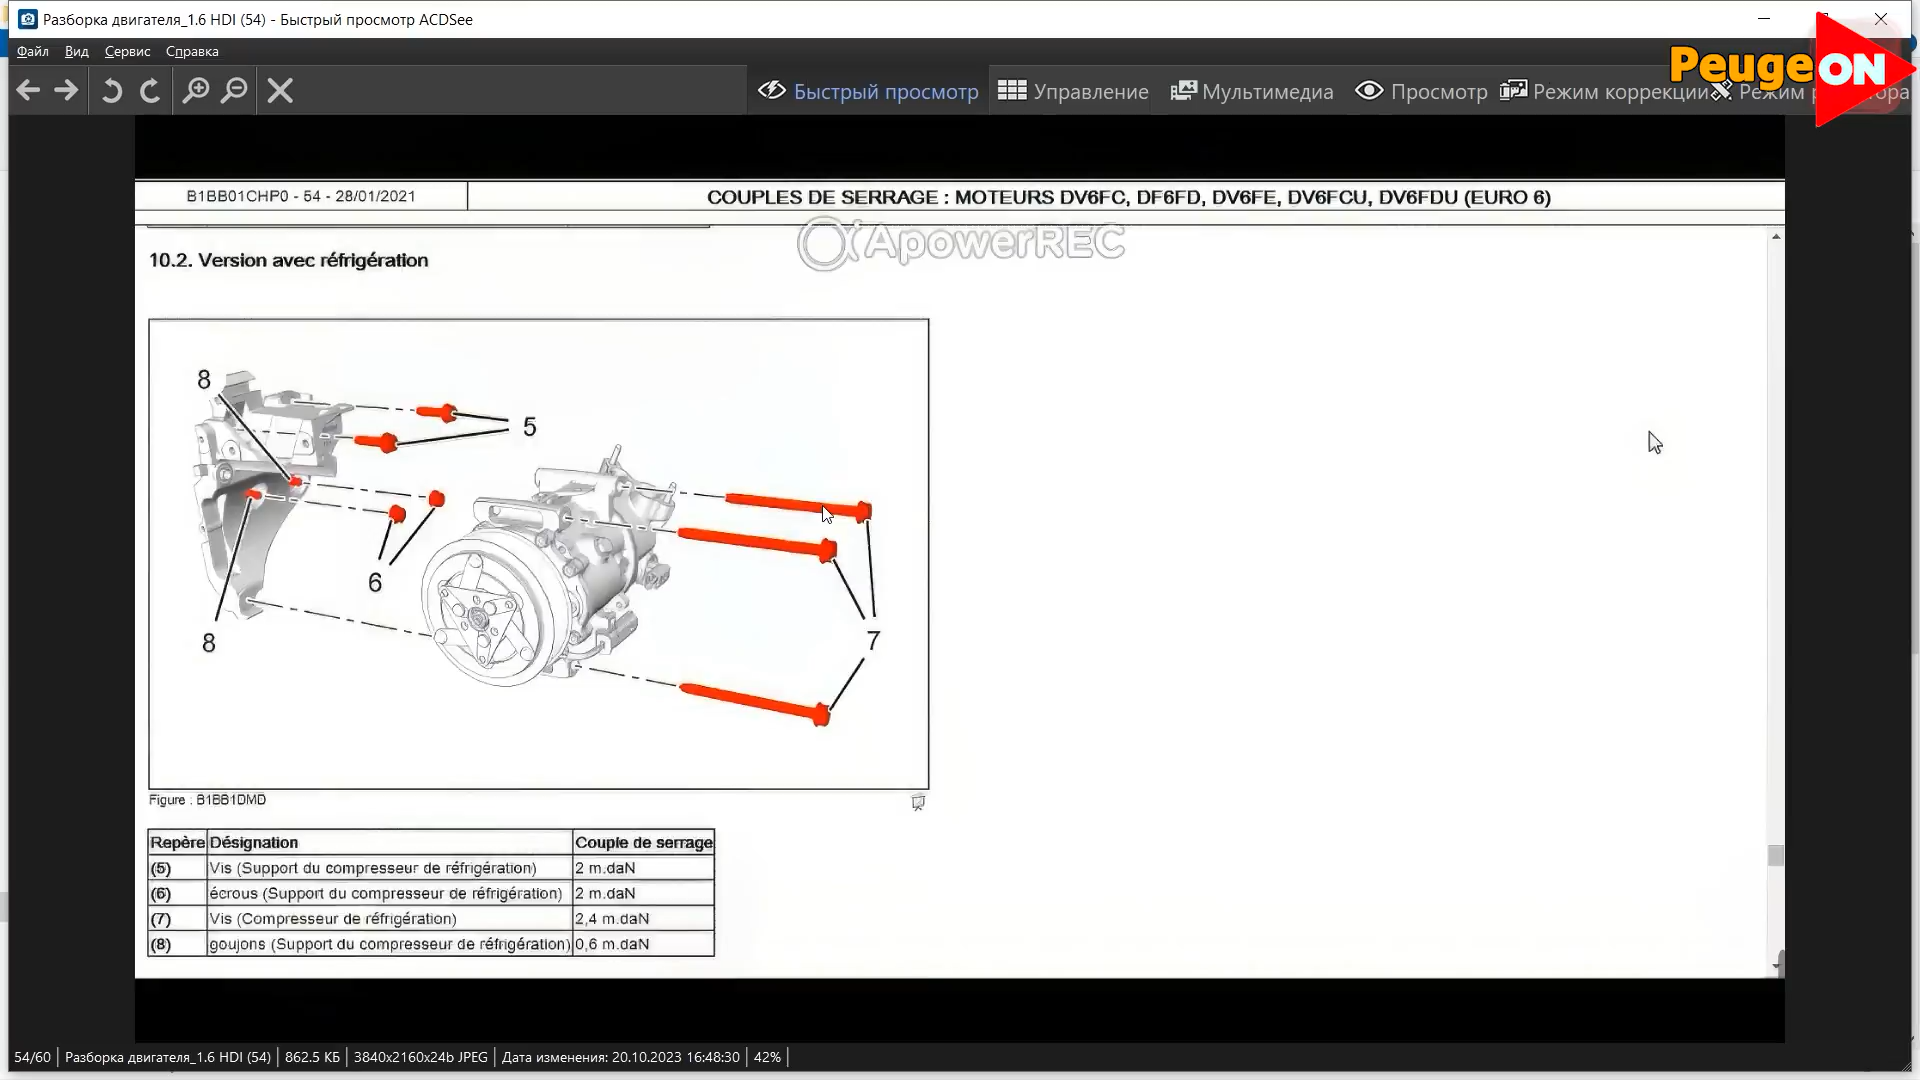 Разборка двигателя_1.6 HDI (54) - Быстрый просмотр ACDSee
Файл Вид Сервис Справка
PeugeON
Быстрый просмотр Управление Мультимедиа Просмотр Режим коррекции Режим
B1BB01CHP0 - 54 - 28/01/2021 COUPLES DE SERRAGE : MOTEURS DV6FC, DF6FD, DV6FE, DV6FCU, DV6FDU (EURO 6)
ApowerREC
10.2. Version avec réfrigération
8
5
6
8
7
Figure : B1BB1DMD
Repère Désignation Couple de serrage
(5) Vis (Support du compresseur de réfrigération) 2 m.daN
(6) écrous (Support du compresseur de réfrigération) 2 m.daN
(7) Vis (Compresseur de réfrigération) 2,4 m.daN
(8) goujons (Support du compresseur de réfrigération) 0,6 m.daN
54/60 Разборка двигателя_1.6 HDI (54) 862.5 КБ 3840x2160x24b JPEG Дата изменения: 20.10.2023 16:48:30 42%